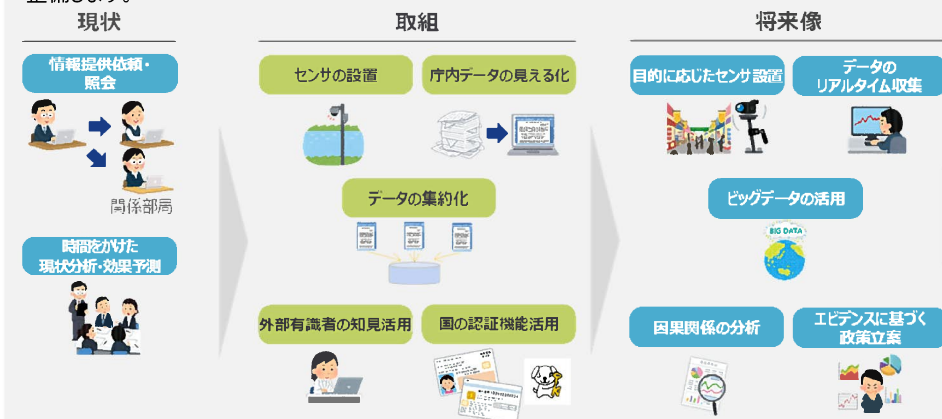 整備します。
現状
取組
将来像
情報提供依頼・
照会
関係部局
時間をかけた
現状分析・効果予測
センサの設置
庁内データの見える化
データの集約化
外部有識者の知見活用
国の認証機能活用
目的に応じたセンサ設置
データの
リアルタイム収集
ビッグデータの活用
BIG DATA
因果関係の分析
エビデンスに基づく
政策立案